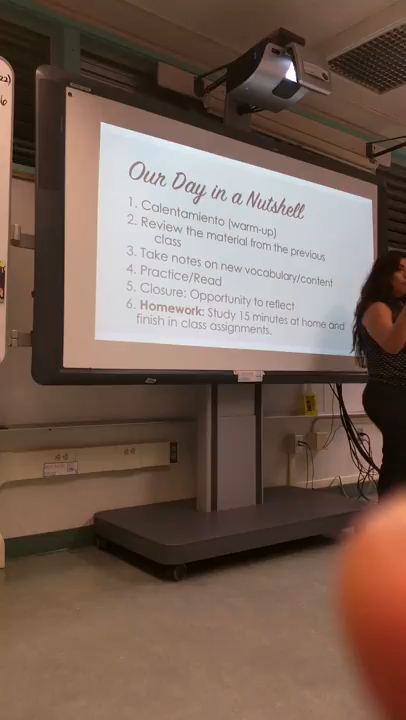 22)
6
Our Day in a Nutshell
1. Calentamiento (warm-up)
2. Review the material from the previous
class
3. Take notes on new vocabulary/content
4. Practice/Read
5. Closure: Opportunity to reflect
6. Homework: Study 15 minutes at home and
finish in class assignments.